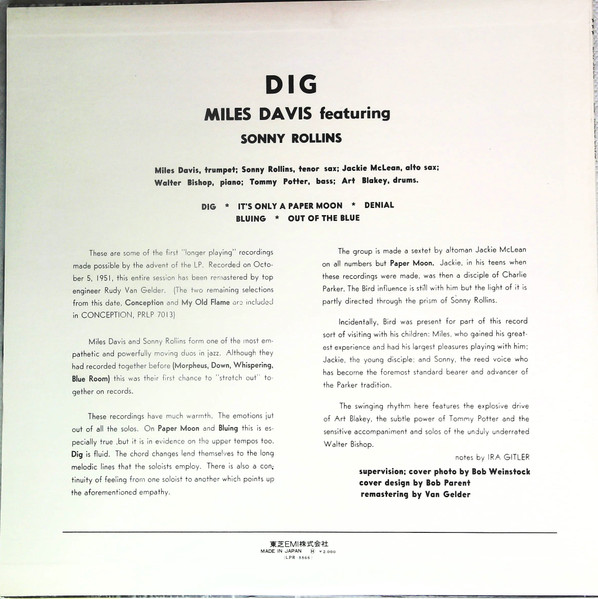 DIG
MILES DAVIS featuring
SONNY ROLLINS
Miles Davis, trumpet; Sonny Rollins, tenor sax; Jackie McLean, alto sax;
Walter Bishop, piano; Tommy Potter, bass; Art Blakey, drums.
DIG * IT'S ONLY A PAPER MOON * DENIAL
BLUING * OUT OF THE BLUE
These are some of the first "longer playing" recordings
made possible by the advent of the LP. Recorded on Octo-
ber 5, 1951, this entire session has been remastered by top
engineer Rudy Van Gelder. (The two remaining selections
from this date, Conception and My Old Flame are included
in CONCEPTION, PRLP 7013)
Miles Davis and Sonny Rollins form one of the most em-
pathetic and powerfully moving duos in jazz. Although they
had recorded together before (Morpheus, Down, Whispering,
Blue Room) this was their first chance to "stretch out" to-
gether on records.
These recordings have much warmth. The emotions jut
out of all the solos. On Paper Moon and Bluing this is es-
pecially true ,but it is in evidence on the upper tempos too.
Dig is fluid. The chord changes lend themselves to the long
melodic lines that the soloists employ. There is also a con,
tinuity of feeling from one soloist to another which points up
the aforementioned empathy.
The group is made a sextet by altoman Jackie McLean
on all numbers but Paper Moon. Jackie, in his teens when
these recordings were made, was then a disciple of Charlie
Parker. The Bird influence is still with him but the light of it is
partly directed through the prism of Sonny Rollins.
Incidentally, Bird was present for part of this record
sort of visiting with his children: Miles, who gained his great-
est experience and had his largest pleasures playing with him;
Jackie, the young disciple; and Sonny, the reed voice who
has become the foremost standard bearer and advancer of
the Parker tradition.
The swinging rhythm here features the explosive drive
of Art Blakey, the subtle power of Tommy Potter and the
sensitive accompaniment and solos of the unduly underrated
Walter Bishop.
notes by IRA GITLER
supervision; cover photo by Bob Weinstock
cover design by Bob Parent
remastering by Van Gelder
東芝EMI株式会社
MADE IN JAPAN H ¥2,000